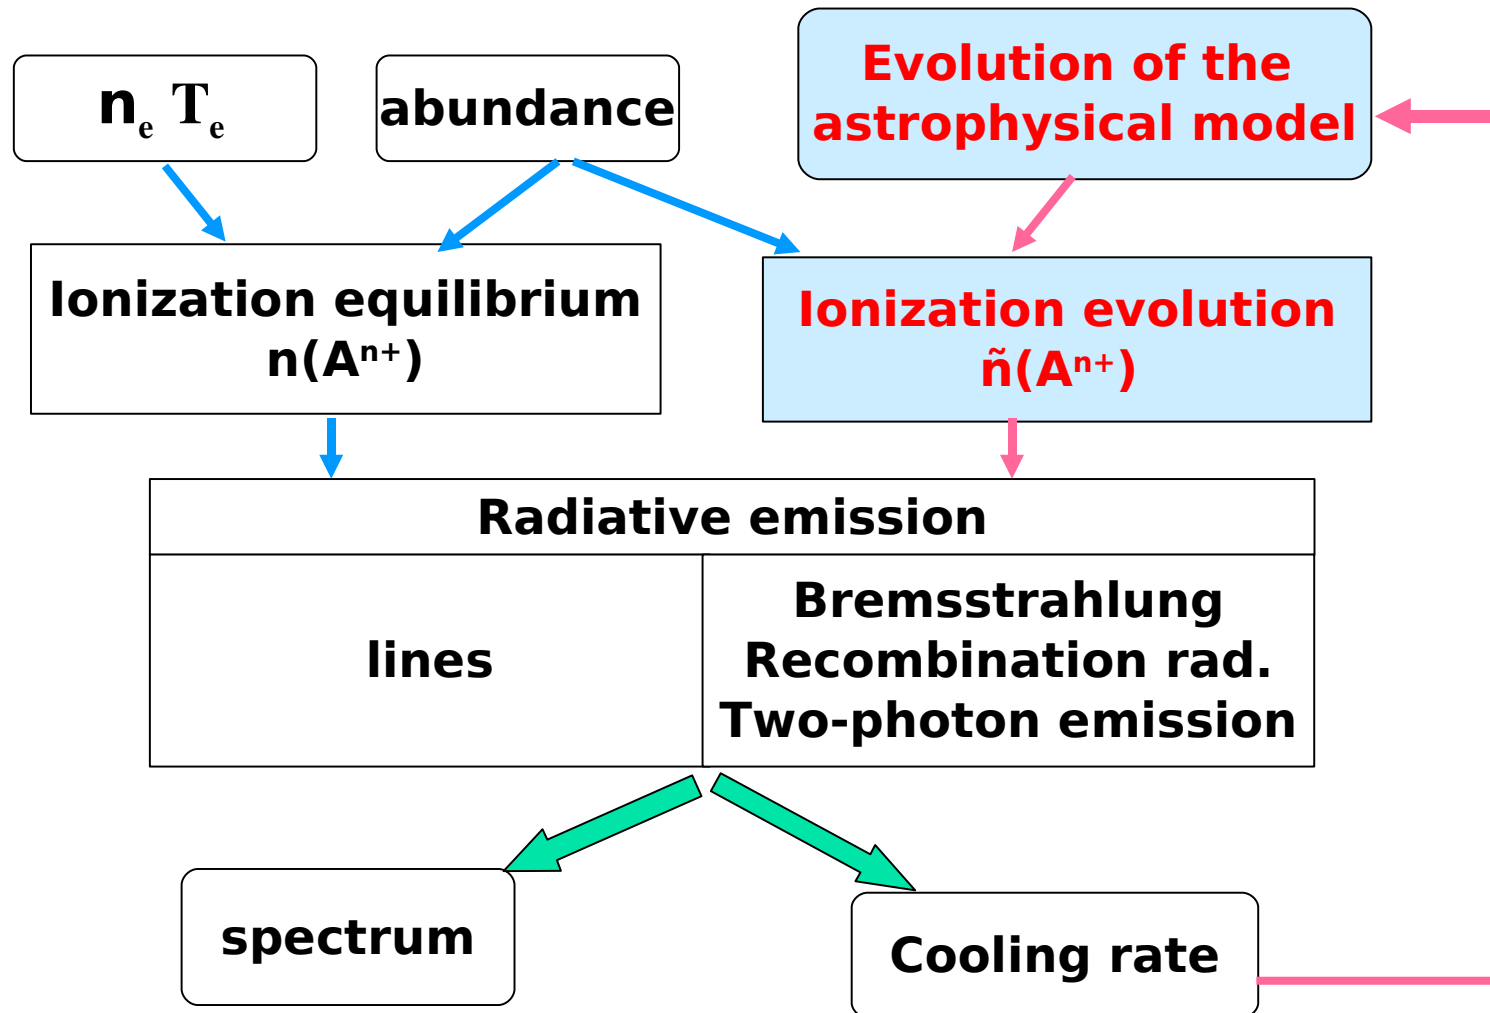 nₑ Tₑ
abundance
Evolution of the
astrophysical model
Ionization equilibrium
n(Aⁿ⁺)
Ionization evolution
ñ(Aⁿ⁺)
Radiative emission
lines
Bremsstrahlung
Recombination rad.
Two-photon emission
spectrum
Cooling rate